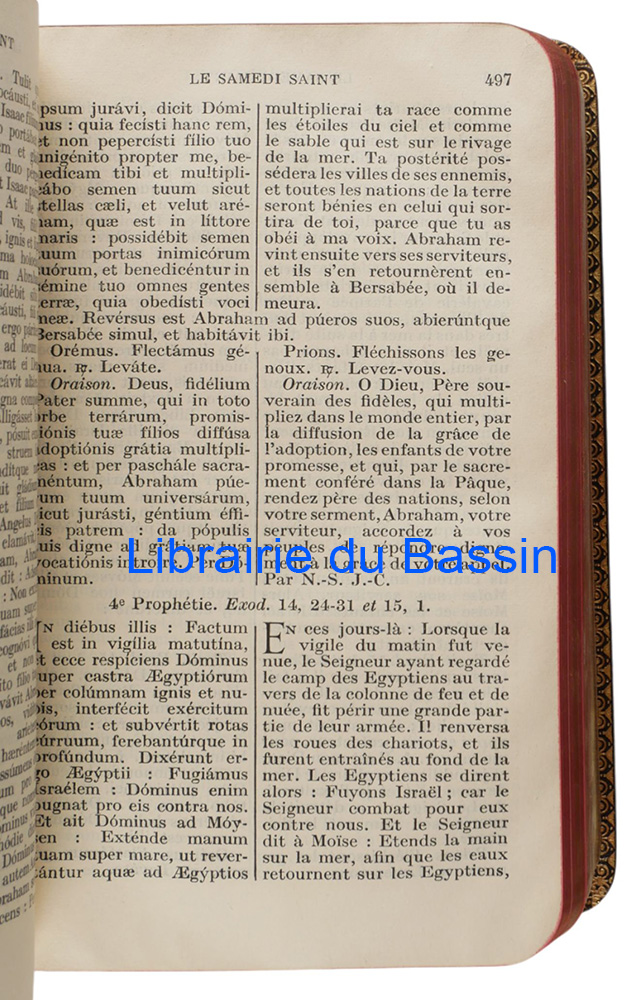 LE SAMEDI SAINT 497
psum jurávi, dicit Dómi-
us : quia fecísti hanc rem,
et non pepercísti fílio tuo
unigénito propter me, be-
nedícam tibi et multipli-
cábo semen tuum sicut
stellas cæli, et velut aré-
nam, quæ est in líttore
maris : possidébit semen
tuum portas inimicórum
suórum, et benedicéntur in
sémine tuo omnes gentes
terræ, quia obedísti voci
multiplierai ta race comme
les étoiles du ciel et comme
le sable qui est sur le rivage
de la mer. Ta postérité pos-
sédera les villes de ses ennemis,
et toutes les nations de la terre
seront bénies en celui qui sor-
tira de toi, parce que tu as
obéi à ma voix. Abraham re-
vint ensuite vers ses serviteurs,
et ils s'en retournèrent en-
semble à Bersabée, où il de-
meura.
meæ. Revérsus est Abraham ad púeros suos, abierúntque
Bersabée simul, et habitávit ibi.
Orémus. Flectámus gé-
nua. ℟. Leváte.
Oraison. Deus, fidélium
Pater summe, qui in toto
orbe terrárum, promis-
siónis tuæ fílios diffúsa
adoptiónis grátia multípli-
cas : et per paschále sacra-
méntum, Abraham púe-
rum tuum universárum,
sicut jurásti, géntium éffi-
cis patrem : da pópulis
tuis digne ad grátiam tuæ
vocatiónis introíre. Per Dó-
minum.
Prions. Fléchissons les ge-
noux. ℟. Levez-vous.
Oraison. O Dieu, Père sou-
verain des fidèles, qui multi-
pliez dans le monde entier, par
la diffusion de la grâce de
l'adoption, les enfants de votre
promesse, et qui, par le sacre-
ment conféré dans la Pâque,
rendez père des nations, selon
votre serment, Abraham, votre
serviteur, accordez à vos
peuples de répondre digne-
ment à la grâce de votre appel.
Par N.-S. J.-C.
Librairie du Bassin
4e Prophétie. Exod. 14, 24-31 et 15, 1.
IN diébus illis : Factum
est in vigília matutína,
et ecce respíciens Dóminus
super castra Ægyptiórum
per colúmnam ignis et nu-
bis, interfécit exércitum
eórum : et subvértit rotas
cúrruum, ferebantúrque in
profúndum. Dixérunt er-
go Ægýptii : Fugiámus
Israélem : Dóminus enim
pugnat pro eis contra nos.
Et ait Dóminus ad Móy-
sen : Exténde manum
tuam super mare, ut rever-
tántur aquæ ad Ægýptios
EN ces jours-là : Lorsque la
vigile du matin fut ve-
nue, le Seigneur ayant regardé
le camp des Egyptiens au tra-
vers de la colonne de feu et de
nuée, fit périr une grande par-
tie de leur armée. Il renversa
les roues des chariots, et ils
furent entraînés au fond de la
mer. Les Egyptiens se dirent
alors : Fuyons Israël ; car le
Seigneur combat pour eux
contre nous. Et le Seigneur
dit à Moïse : Etends la main
sur la mer, afin que les eaux
retournent sur les Egyptiens,